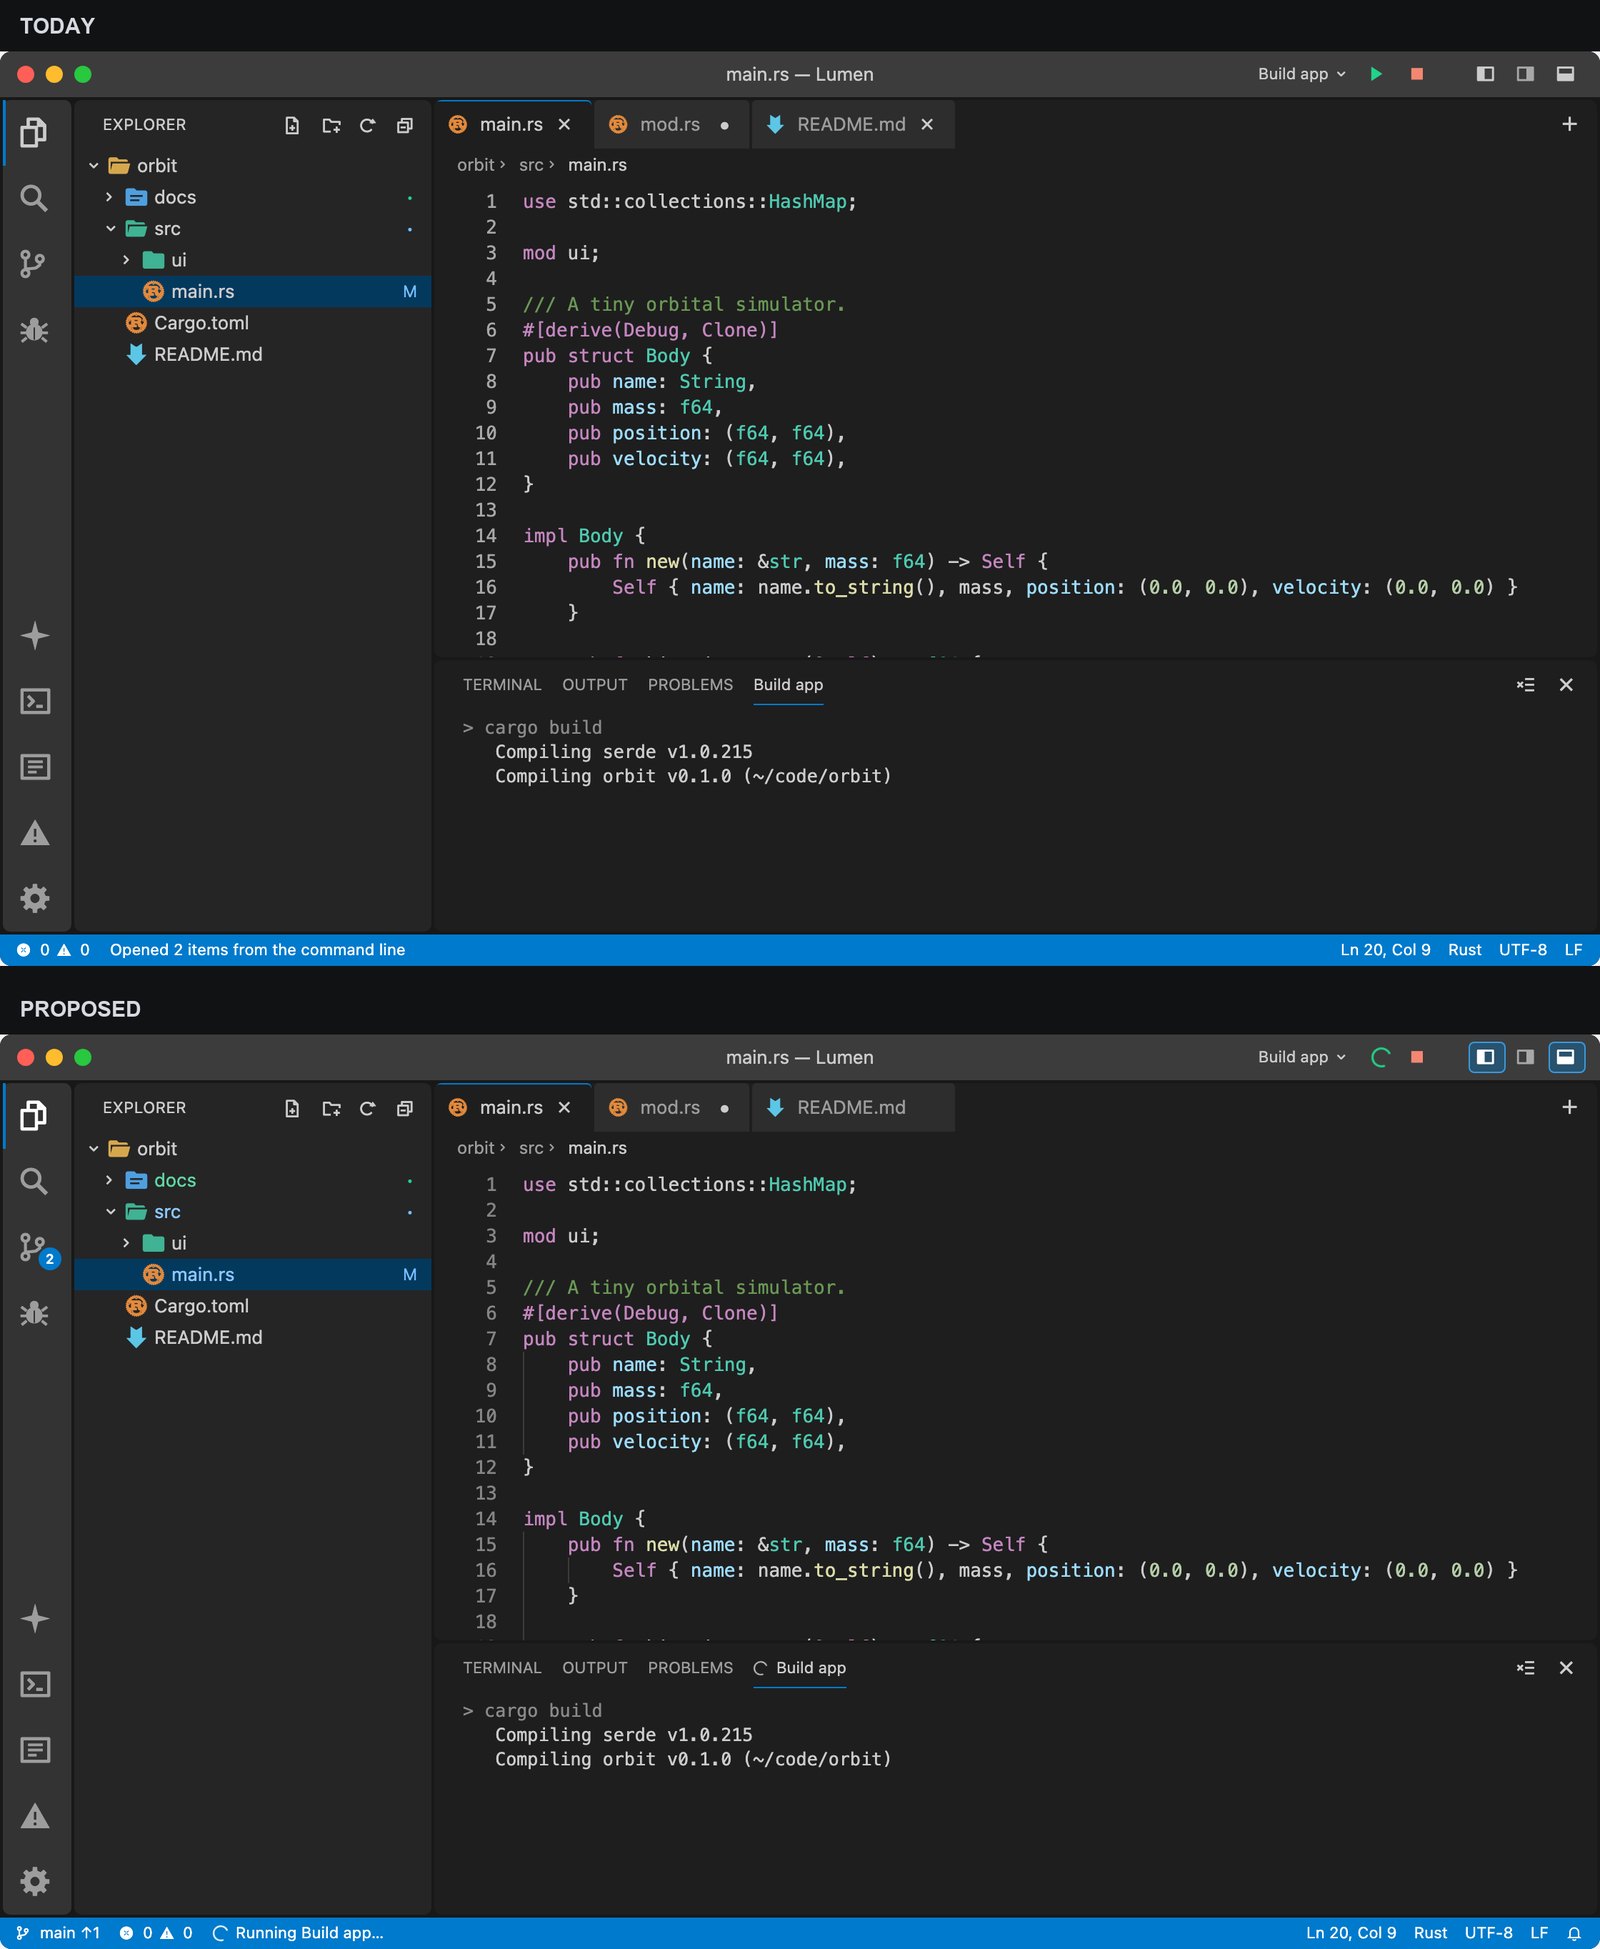 TODAY
main.rs — Lumen
Build app
EXPLORER
orbit
docs
src
ui
main.rs M
Cargo.toml
README.md
main.rs
mod.rs
README.md
orbit › src › main.rs
1 use std::collections::HashMap;
2
3 mod ui;
4
5 /// A tiny orbital simulator.
6 #[derive(Debug, Clone)]
7 pub struct Body {
8 pub name: String,
9 pub mass: f64,
10 pub position: (f64, f64),
11 pub velocity: (f64, f64),
12 }
13
14 impl Body {
15 pub fn new(name: &str, mass: f64) -> Self {
16 Self { name: name.to_string(), mass, position: (0.0, 0.0), velocity: (0.0, 0.0) }
17 }
18
TERMINAL OUTPUT PROBLEMS Build app
> cargo build
Compiling serde v1.0.215
Compiling orbit v0.1.0 (~/code/orbit)
0 0 Opened 2 items from the command line
Ln 20, Col 9 Rust UTF-8 LF
PROPOSED
main.rs — Lumen
Build app
2
EXPLORER
orbit
docs
src
ui
main.rs M
Cargo.toml
README.md
main.rs
mod.rs
README.md
orbit › src › main.rs
1 use std::collections::HashMap;
2
3 mod ui;
4
5 /// A tiny orbital simulator.
6 #[derive(Debug, Clone)]
7 pub struct Body {
8 pub name: String,
9 pub mass: f64,
10 pub position: (f64, f64),
11 pub velocity: (f64, f64),
12 }
13
14 impl Body {
15 pub fn new(name: &str, mass: f64) -> Self {
16 Self { name: name.to_string(), mass, position: (0.0, 0.0), velocity: (0.0, 0.0) }
17 }
18
TERMINAL OUTPUT PROBLEMS Build app
> cargo build
Compiling serde v1.0.215
Compiling orbit v0.1.0 (~/code/orbit)
main ↑1 0 0 Running Build app...
Ln 20, Col 9 Rust UTF-8 LF